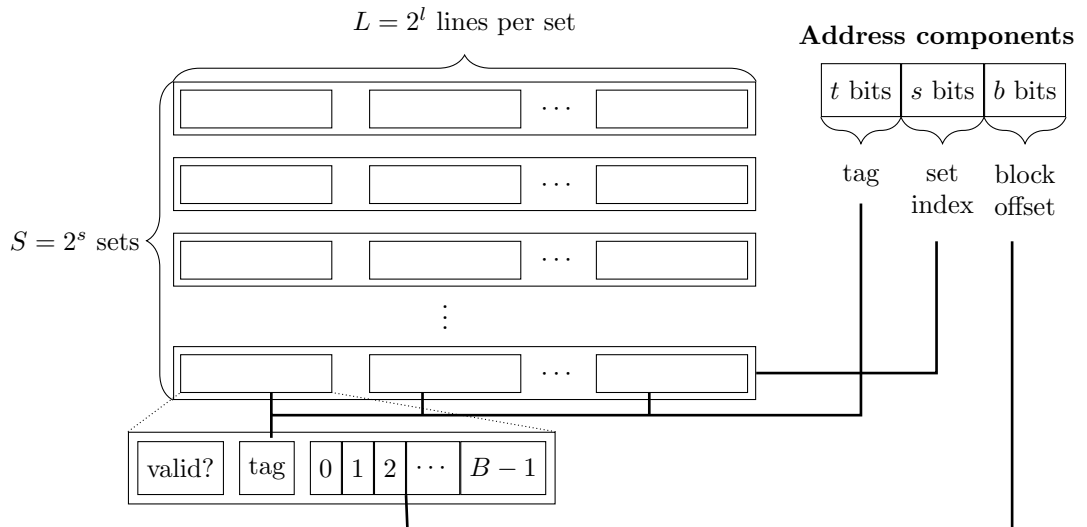 L = 2^l lines per set
Address components
t bits s bits b bits
tag
set
index
block
offset
S = 2^s sets
···
···
···
⋮
···
valid? tag 0 1 2 ··· B − 1